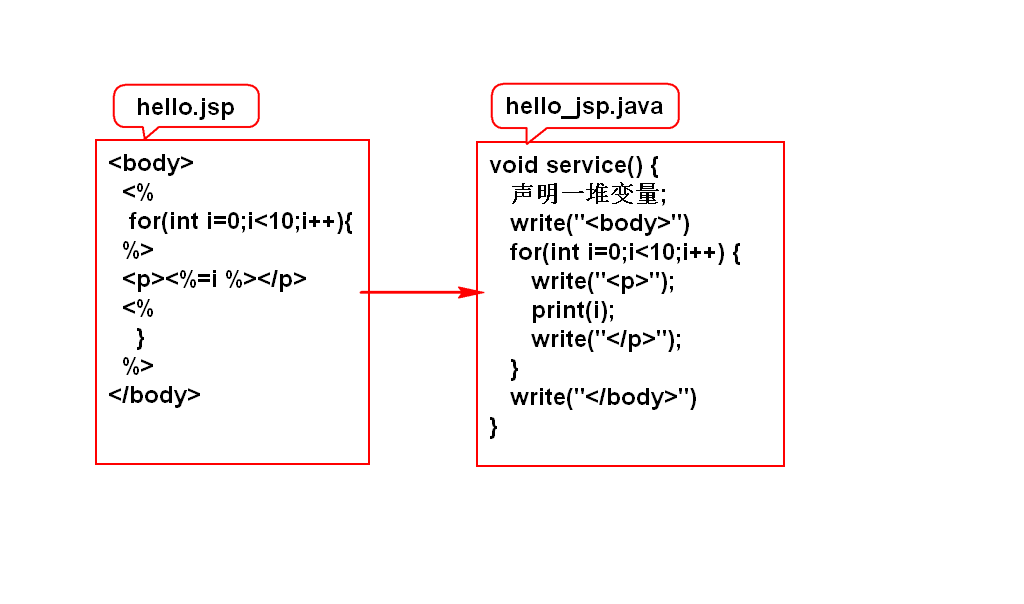 hello.jsp
<body>
<%
for(int i=0;i<10;i++){
%>
<p><%=i %></p>
<%
}
%>
</body>
hello_jsp.java
void service() {
声明一堆变量;
write("<body>")
for(int i=0;i<10;i++) {
write("<p>");
print(i);
write("</p>");
}
write("</body>")
}